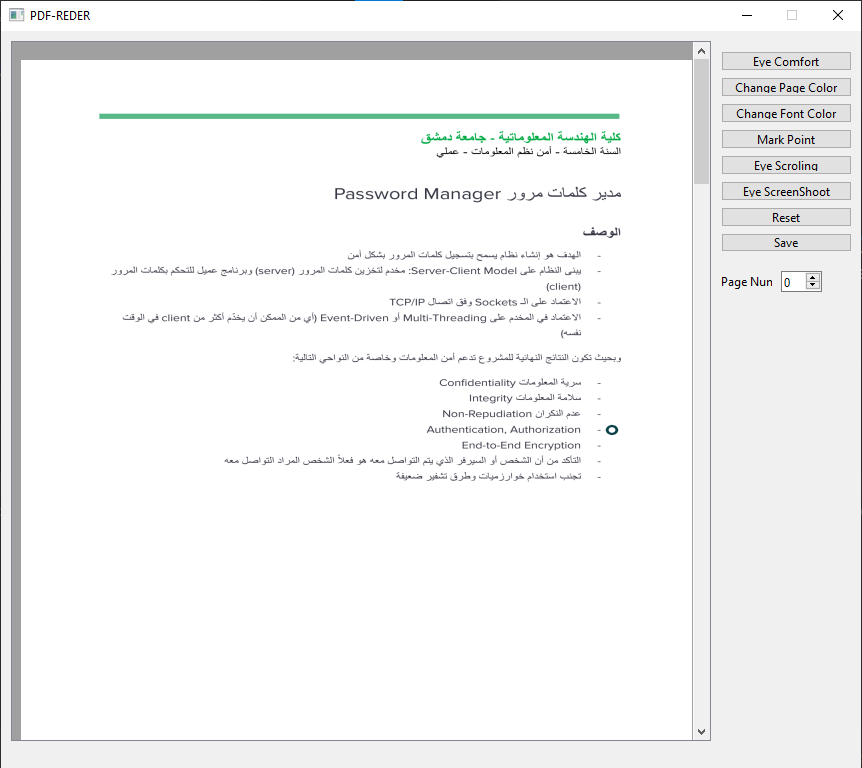 PDF-REDER
كلية الهندسة المعلوماتية - جامعة دمشق
السنة الخامسة - أمن نظم المعلومات - عملي
مدير كلمات مرور Password Manager
الوصف
- الهدف هو إنشاء نظام يسمح بتسجيل كلمات المرور بشكل آمن
- يبنى النظام على Server-Client Model: مخدم لتخزين كلمات المرور (server) وبرنامج عميل للتحكم بكلمات المرور
(client)
- الاعتماد على الـ Sockets وفق اتصال TCP/IP
- الاعتماد في المخدم على Multi-Threading أو Event-Driven (أي من الممكن أن يخدّم أكثر من client في الوقت
نفسه)
وبحيث تكون النتائج النهائية للمشروع تدعم أمن المعلومات وخاصة من النواحي التالية:
- سرية المعلومات Confidentiality
- سلامة المعلومات Integrity
- عدم النكران Non-Repudiation
- Authentication, Authorization
- End-to-End Encryption
- التأكد من أن الشخص أو السيرفر الذي يتم التواصل معه هو فعلاً الشخص المراد التواصل معه
- تجنب استخدام خوارزميات وطرق تشفير ضعيفة
Eye Comfort
Change Page Color
Change Font Color
Mark Point
Eye Scroling
Eye ScreenShoot
Reset
Save
Page Nun 0